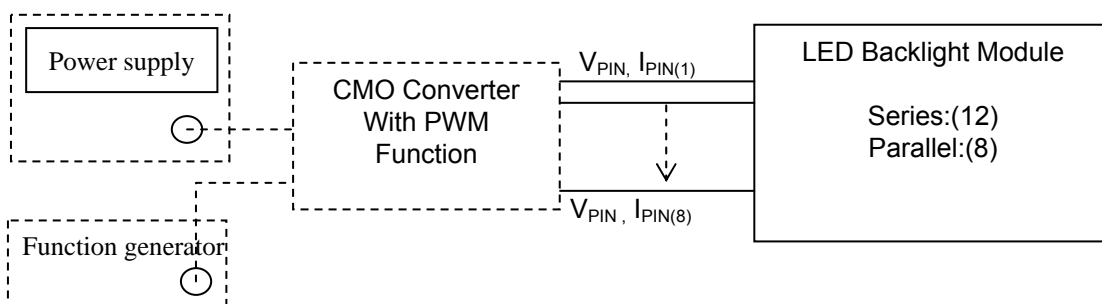 Power supply
CMO Converter
With PWM
Function
V_PIN, I_PIN(1)
V_PIN , I_PIN(8)
LED Backlight Module
Series:(12)
Parallel:(8)
Function generator